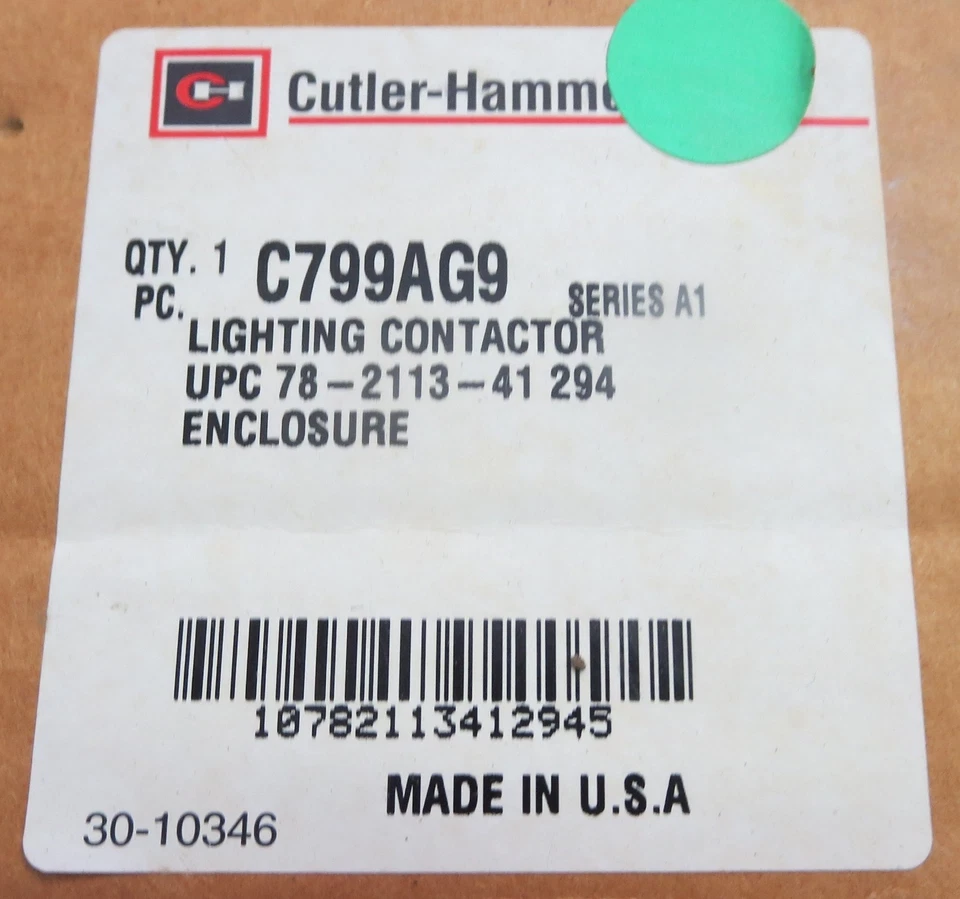 Cutler-Hamme
QTY. 1 C799AG9
PC. SERIES A1
LIGHTING CONTACTOR
UPC 78-2113-41 294
ENCLOSURE
10782113412945
MADE IN U.S.A
30-10346